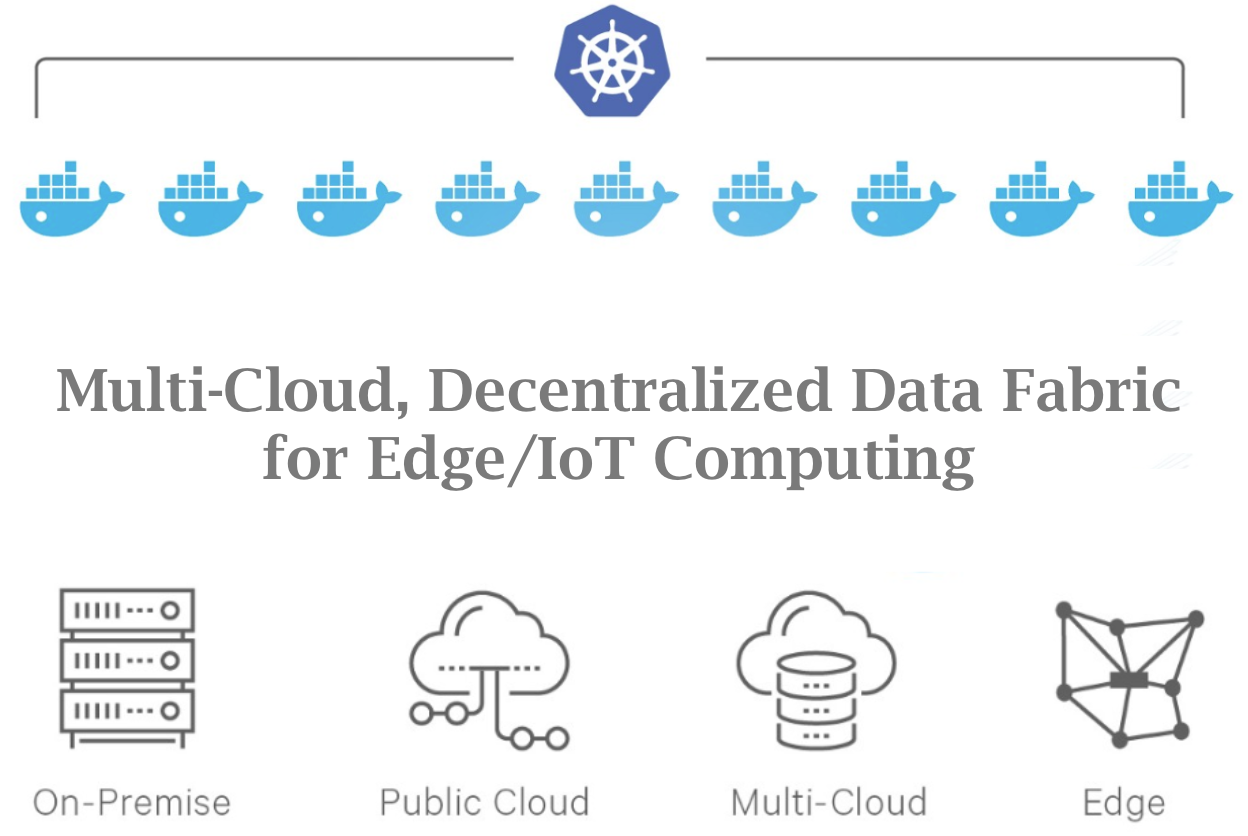 Multi-Cloud, Decentralized Data Fabric
for Edge/IoT Computing
On-Premise
Public Cloud
Multi-Cloud
Edge